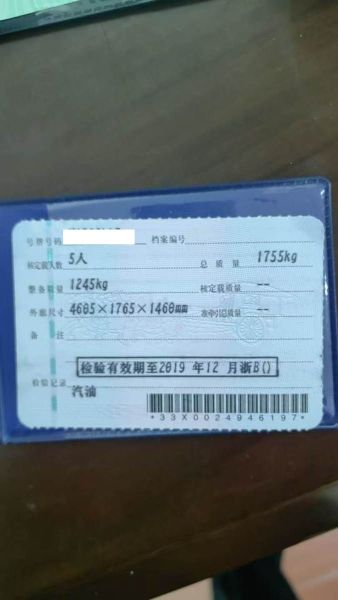 号牌号码 档案编号
核定载人数 5人 总质量 1755kg
整备质量 1245kg 核定载质量 --
外廓尺寸 4605×1765×1460mm 准牵引总质量 --
备注
检验有效期至2019年12月浙B()
检验记录 汽油
*33X0024946197*